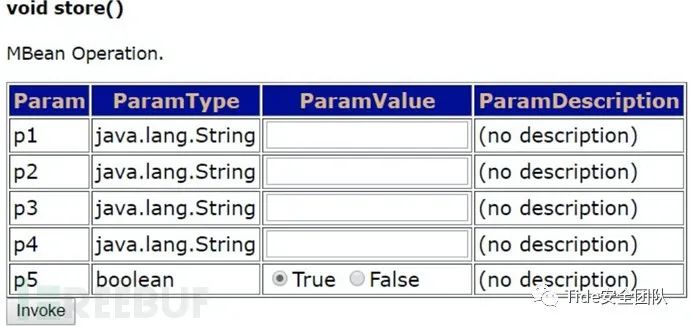 void store()
MBean Operation.
Param ParamType ParamValue ParamDescription
p1 java.lang.String (no description)
p2 java.lang.String (no description)
p3 java.lang.String (no description)
p4 java.lang.String (no description)
p5 boolean True False (no description)
REEBUF Tide安全团队
Invoke